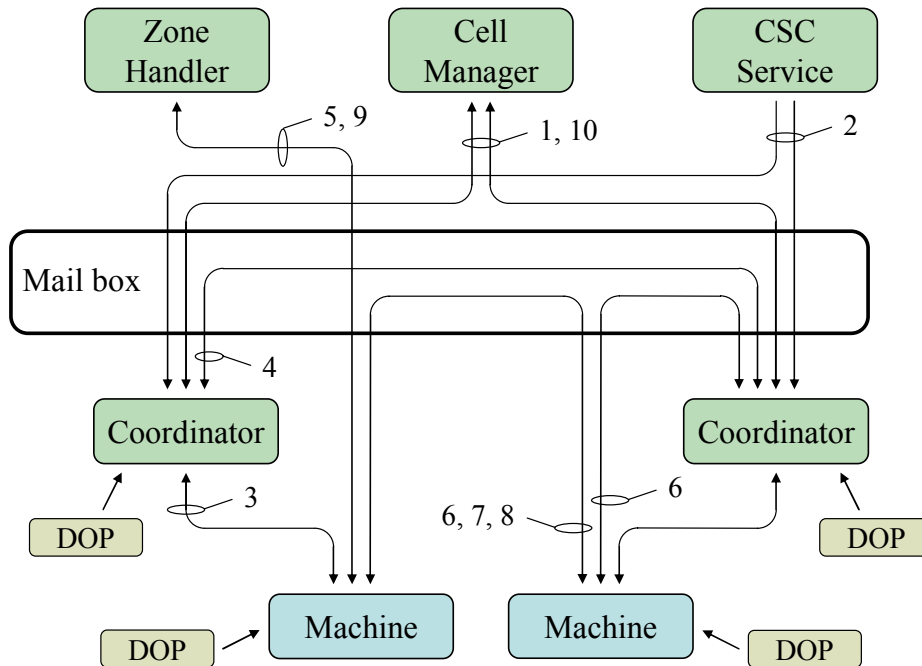 Zone
Handler
Cell
Manager
CSC
Service
5, 9
1, 10
2
Mail box
4
Coordinator
Coordinator
3
6
6, 7, 8
DOP
DOP
Machine
Machine
DOP
DOP